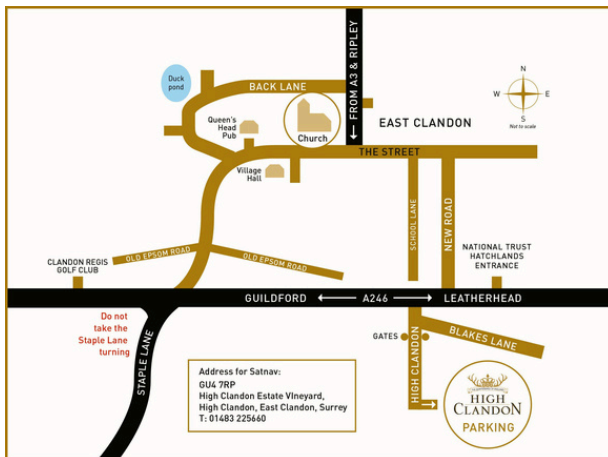 FROM A3 & RIPLEY
Duck
pond
BACK LANE
N
W
E
S
Not to scale
Queen's
Head
Pub
Church
EAST CLANDON
THE STREET
Village
Hall
SCHOOL LANE
NEW ROAD
OLD EPSOM ROAD
OLD EPSOM ROAD
CLANDON REGIS
GOLF CLUB
NATIONAL TRUST
HATCHLANDS
ENTRANCE
GUILDFORD
A246
LEATHERHEAD
Do not
take the
Staple Lane
turning
STAPLE LANE
GATES
BLAKES LANE
HIGH CLANDON
Address for Satnav:
GU4 7RP
High Clandon Estate VIneyard,
High Clandon, East Clandon, Surrey
T: 01483 225660
HIGH
CLANDON
PARKING